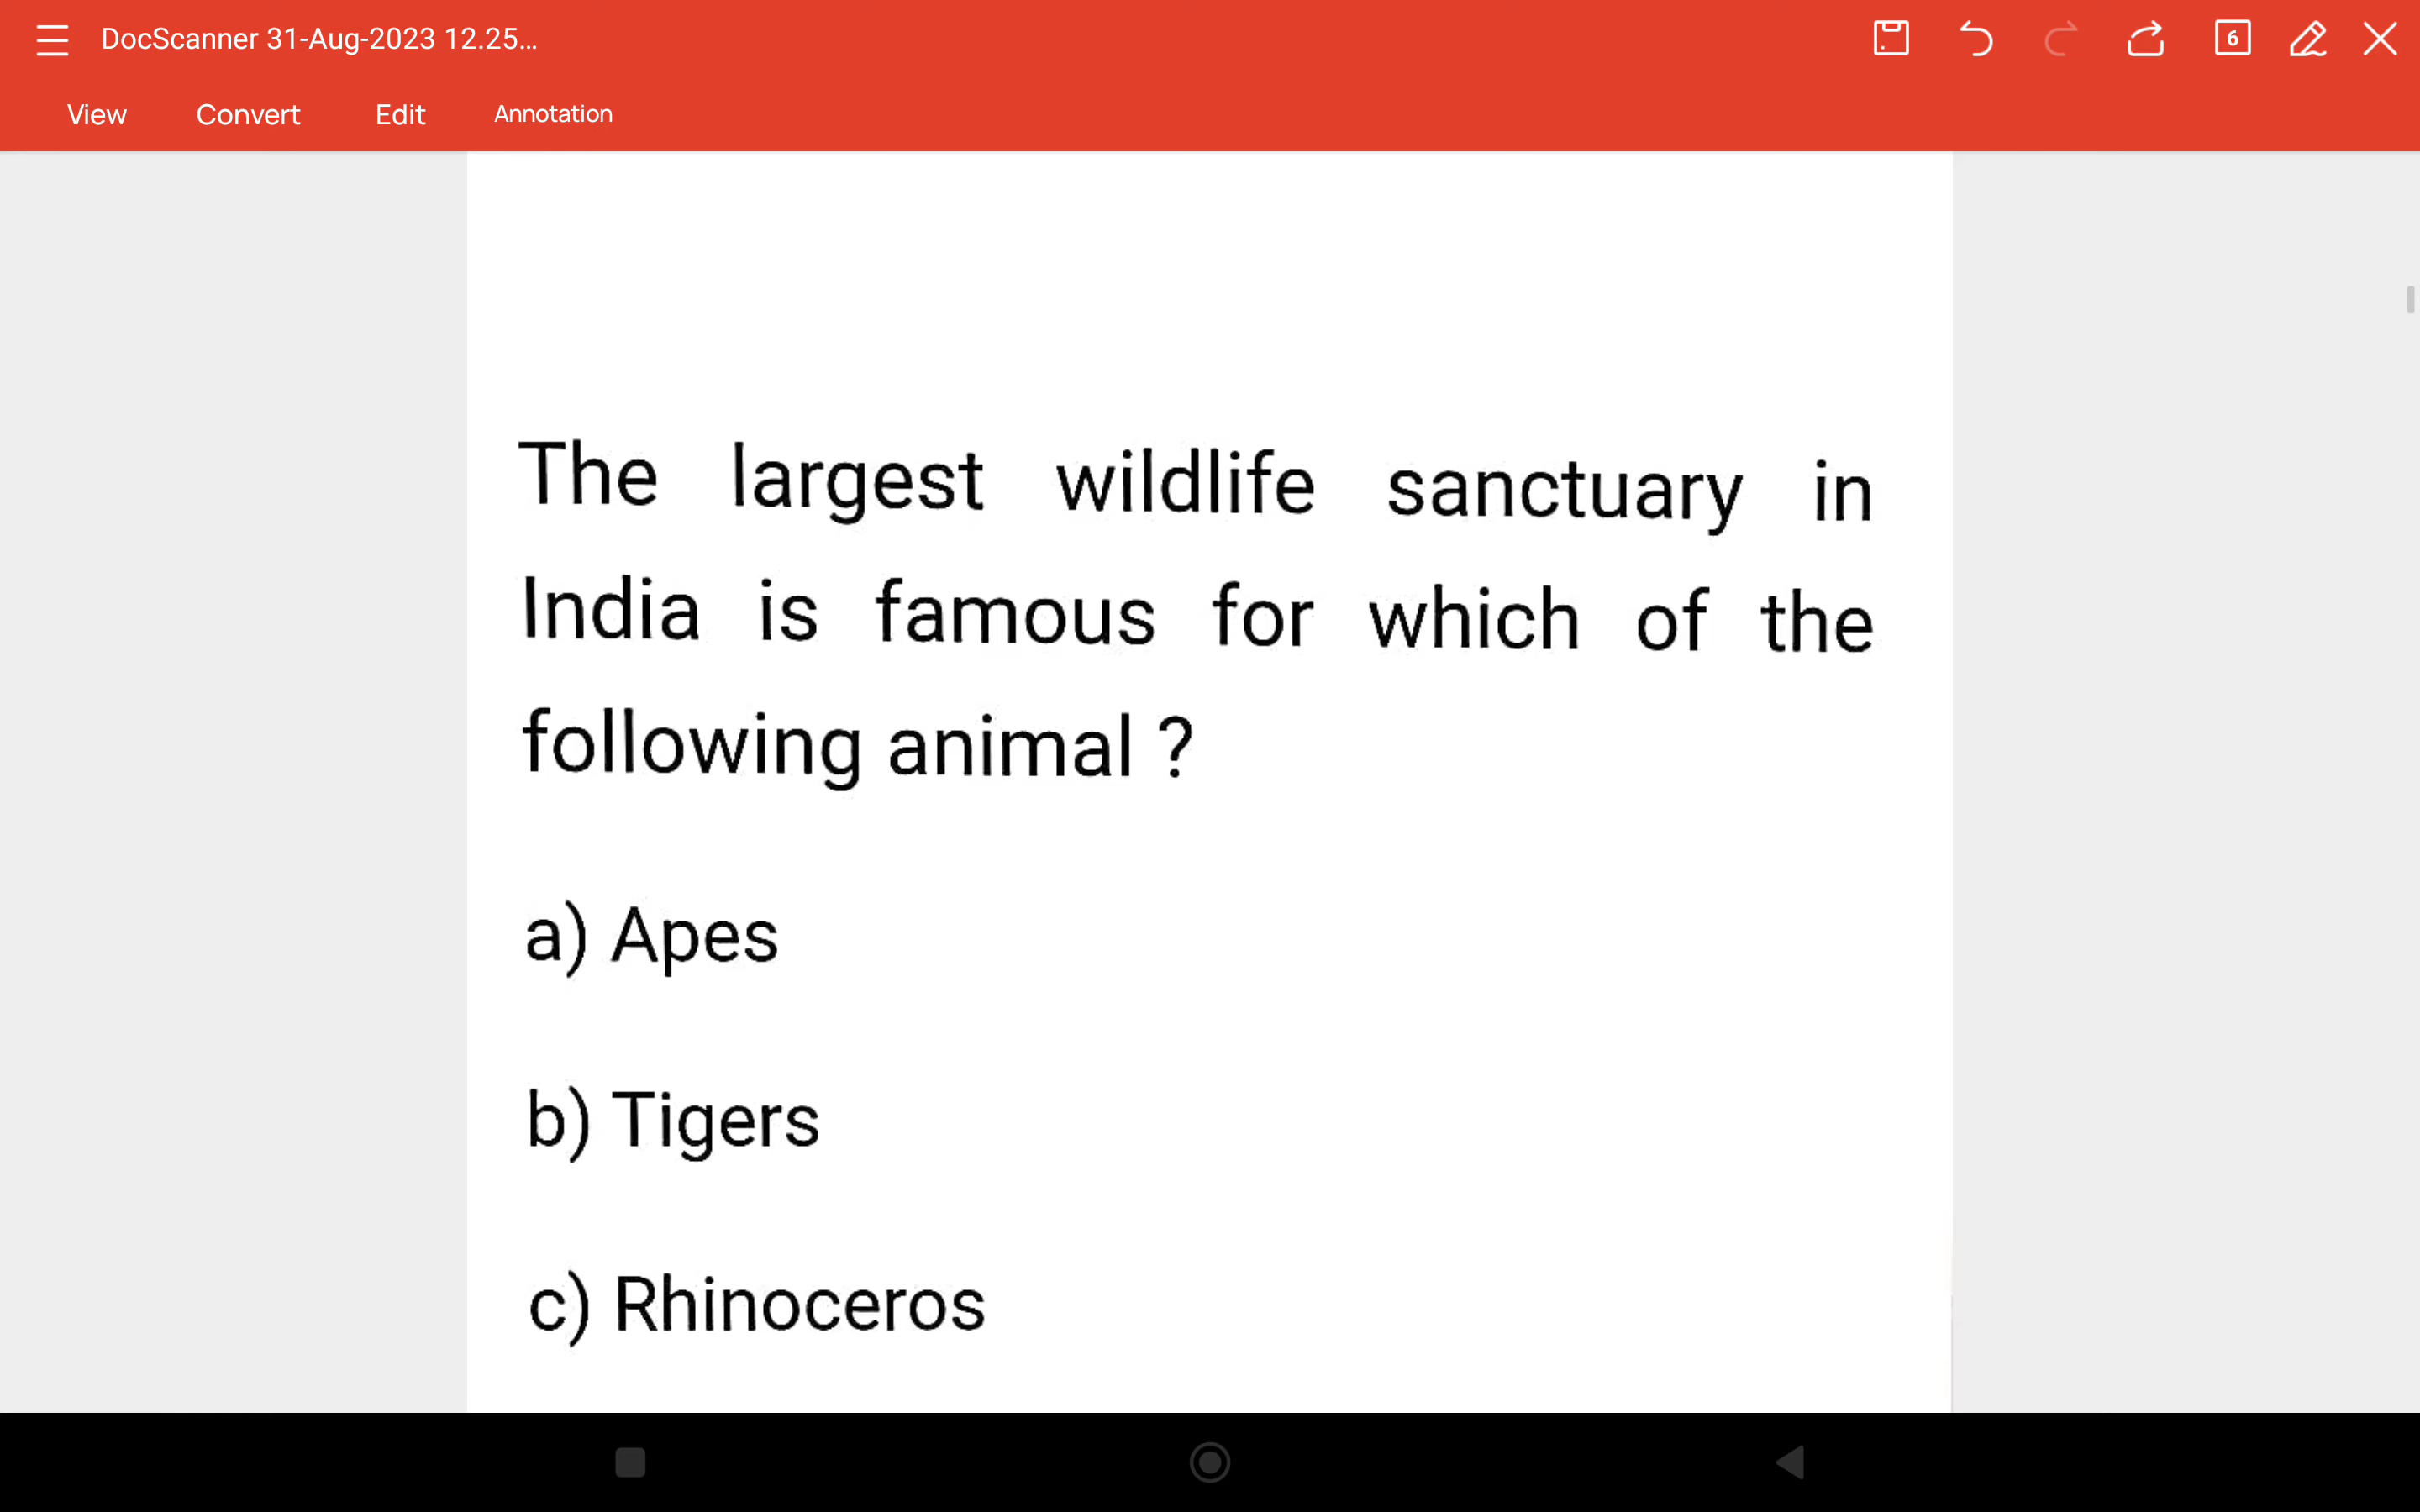 DocScanner 31-Aug-2023 12.25...
6
View Convert Edit Annotation
The largest wildlife sanctuary in
India is famous for which of the
following animal ?
a) Apes
b) Tigers
c) Rhinoceros